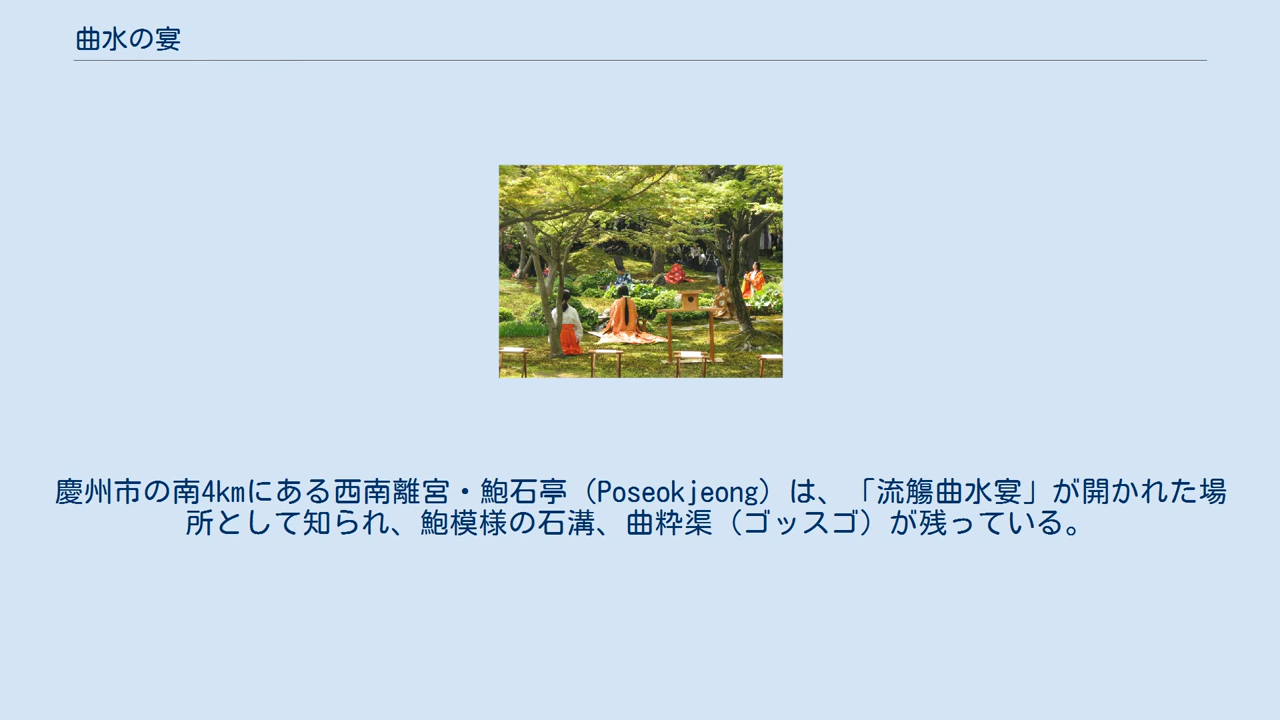 曲水の宴
慶州市の南4kmにある西南離宮・鮑石亭（Poseokjeong）は、「流觴曲水宴」が開かれた場
所として知られ、鮑模様の石溝、曲粋渠（ゴッスゴ）が残っている。